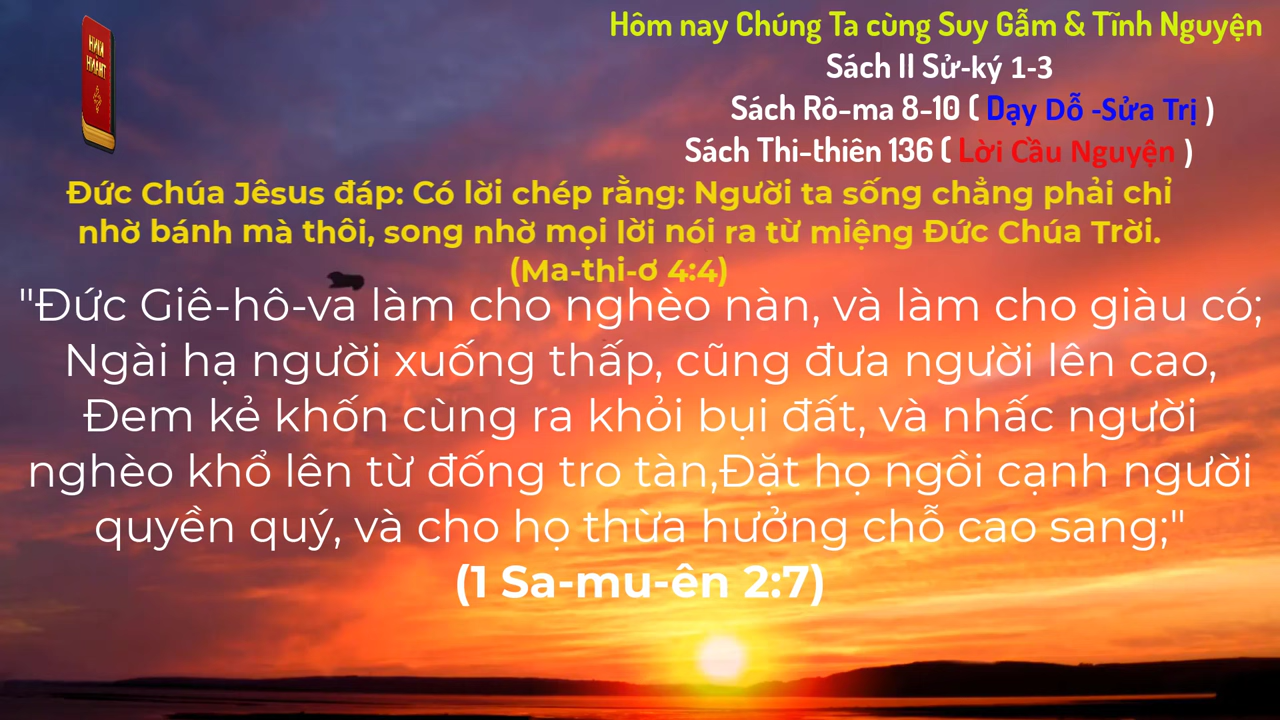 KINH
THÁNH
Hôm nay Chúng Ta cùng Suy Gẫm & Tĩnh Nguyện
Sách II Sử-ký 1-3
Sách Rô-ma 8-10 ( Dạy Dỗ -Sửa Trị )
Sách Thi-thiên 136 ( Lời Cầu Nguyện )
Đức Chúa Jêsus đáp: Có lời chép rằng: Người ta sống chẳng phải chỉ
nhờ bánh mà thôi, song nhờ mọi lời nói ra từ miệng Đức Chúa Trời.
(Ma-thi-ơ 4:4)
"Đức Giê-hô-va làm cho nghèo nàn, và làm cho giàu có;
Ngài hạ người xuống thấp, cũng đưa người lên cao,
Đem kẻ khốn cùng ra khỏi bụi đất, và nhấc người
nghèo khổ lên từ đống tro tàn,Đặt họ ngồi cạnh người
quyền quý, và cho họ thừa hưởng chỗ cao sang;"
(1 Sa-mu-ên 2:7)